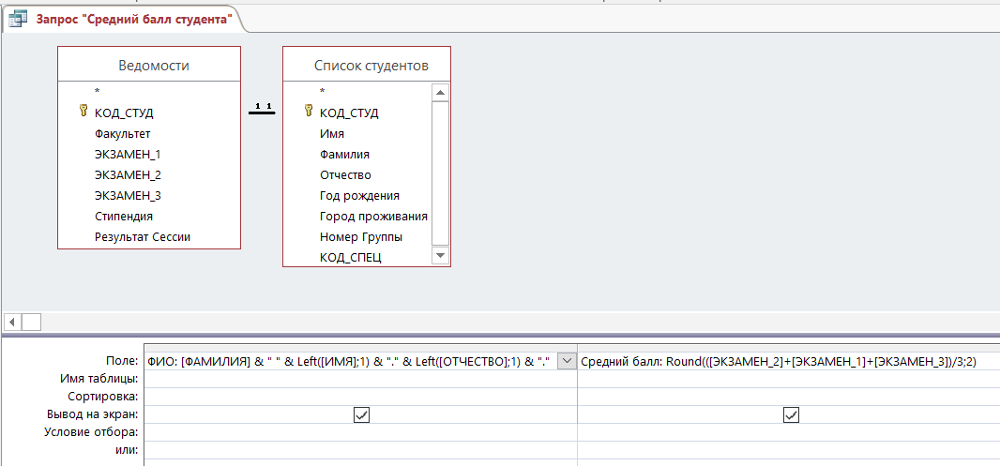 Запрос "Средний балл студента"
Ведомости
*
КОД_СТУД
Факультет
ЭКЗАМЕН_1
ЭКЗАМЕН_2
ЭКЗАМЕН_3
Стипендия
Результат Сессии
1 1
Список студентов
*
КОД_СТУД
Имя
Фамилия
Отчество
Год рождения
Город проживания
Номер Группы
КОД_СПЕЦ
Поле: ФИО: [ФАМИЛИЯ] & " " & Left([ИМЯ];1) & "." & Left([ОТЧЕСТВО];1) & "." Средний балл: Round(([ЭКЗАМЕН_2]+[ЭКЗАМЕН_1]+[ЭКЗАМЕН_3])/3;2)
Имя таблицы:
Сортировка:
Вывод на экран:
Условие отбора:
или: